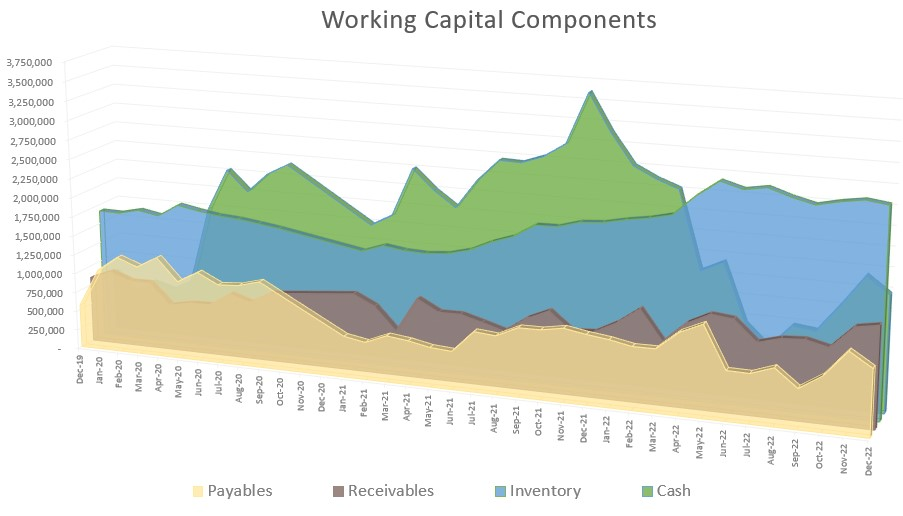 Working Capital Components
3,750,000
3,500,000
3,250,000
3,000,000
2,750,000
2,500,000
2,250,000
2,000,000
1,750,000
1,500,000
1,250,000
1,000,000
750,000
500,000
250,000
-
Dec-19
Jan-20
Feb-20
Mar-20
Apr-20
May-20
Jun-20
Jul-20
Aug-20
Sep-20
Oct-20
Nov-20
Dec-20
Jan-21
Feb-21
Mar-21
Apr-21
May-21
Jun-21
Jul-21
Aug-21
Sep-21
Oct-21
Nov-21
Dec-21
Jan-22
Feb-22
Mar-22
Apr-22
May-22
Jun-22
Jul-22
Aug-22
Sep-22
Oct-22
Nov-22
Dec-22
Payables Receivables Inventory Cash